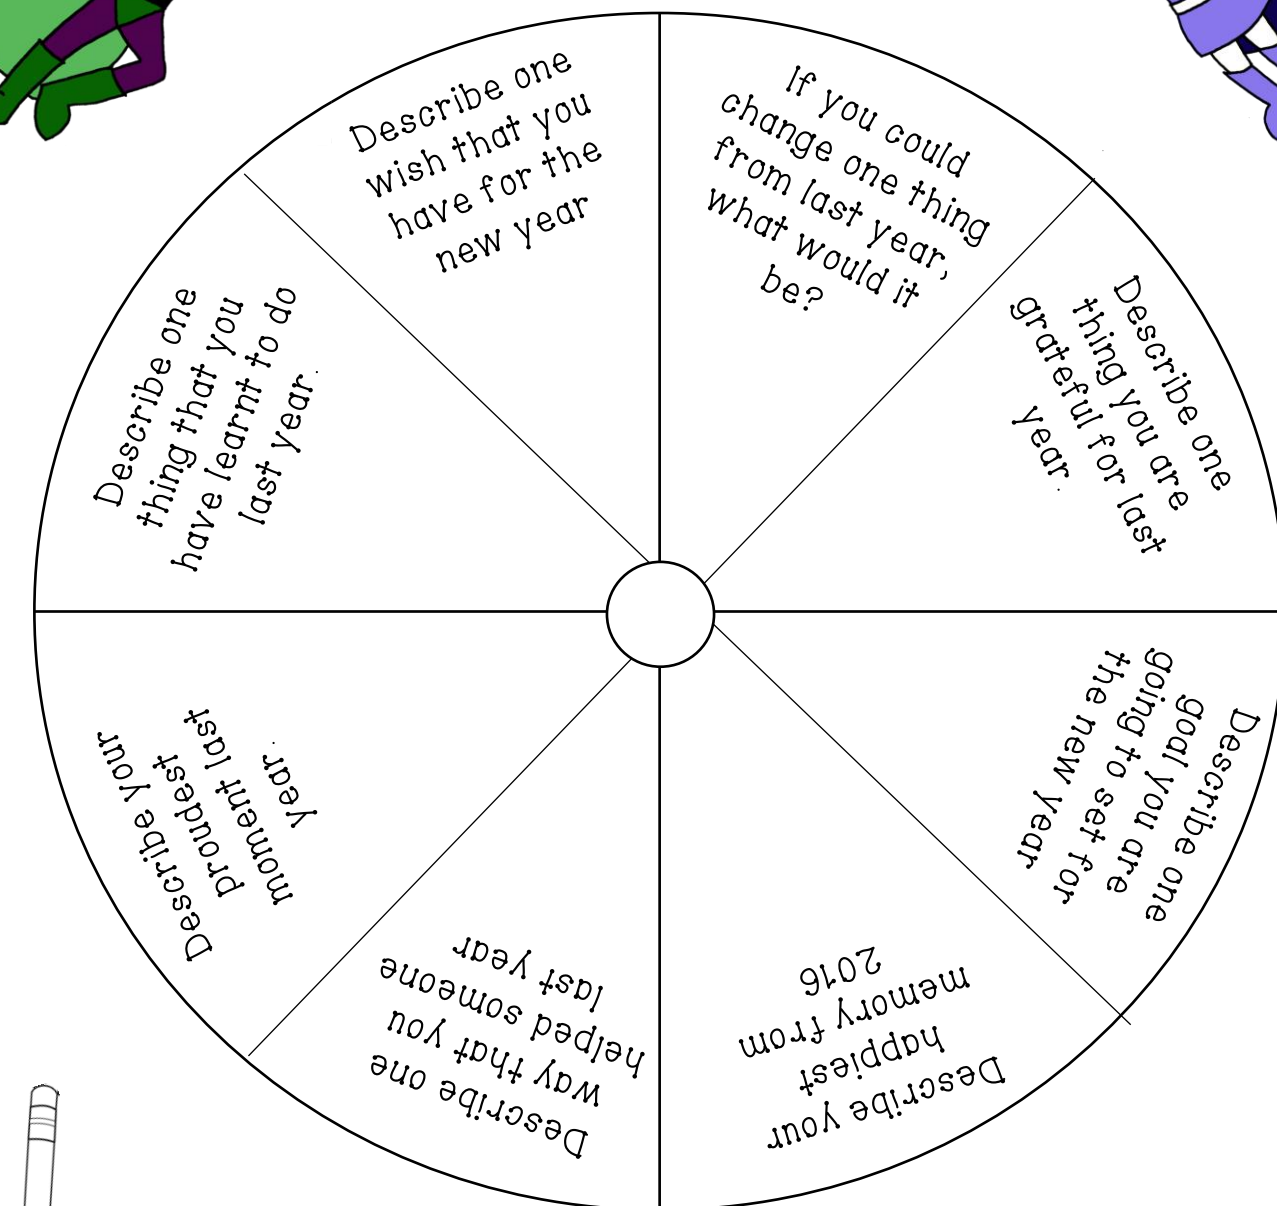 Describe one
wish that you
have for the
new year
If you could
change one thing
from last year,
what would it
be?
Describe one
thing you are
grateful for last
year.
Describe one
goal you are
going to set for
the new year
Describe your
happiest
memory from
2016
Describe one
way that you
helped someone
last year
Describe your
proudest
moment last
year.
Describe one
thing that you
have learnt to do
last year.